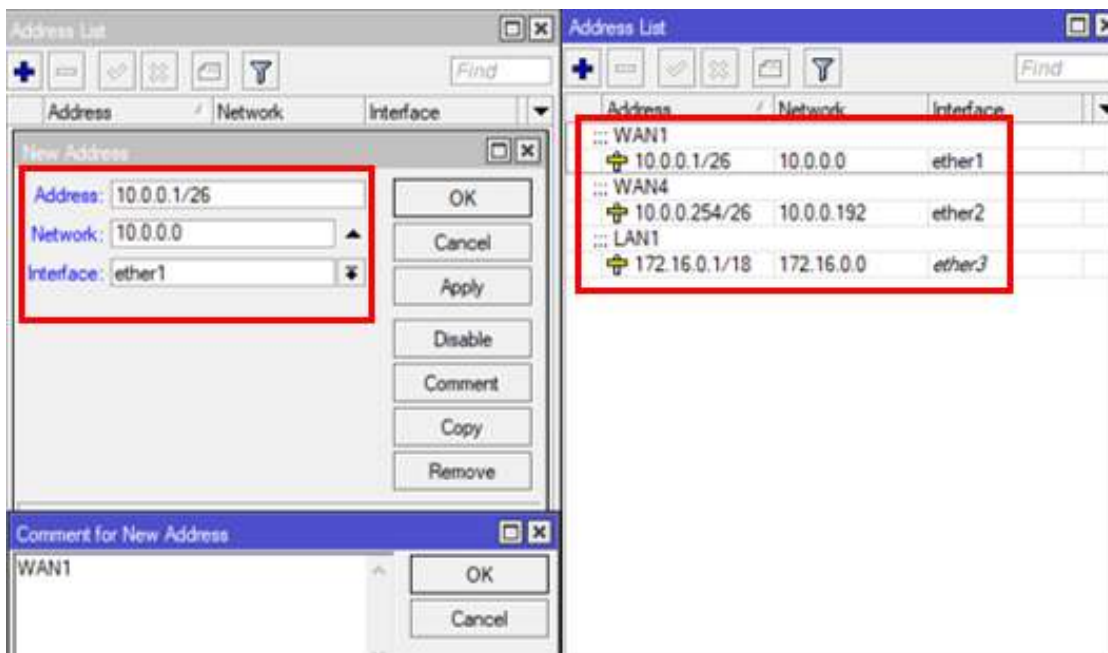 Address List
Find
Address Network Interface
New Address
Address: 10.0.0.1/26
Network: 10.0.0.0
Interface: ether1
OK
Cancel
Apply
Disable
Comment
Copy
Remove
Comment for New Address
WAN1
OK
Cancel
Address List
Find
Address Network Interface
::: WAN1
10.0.0.1/26 10.0.0.0 ether1
::: WAN4
10.0.0.254/26 10.0.0.192 ether2
::: LAN1
172.16.0.1/18 172.16.0.0 ether3